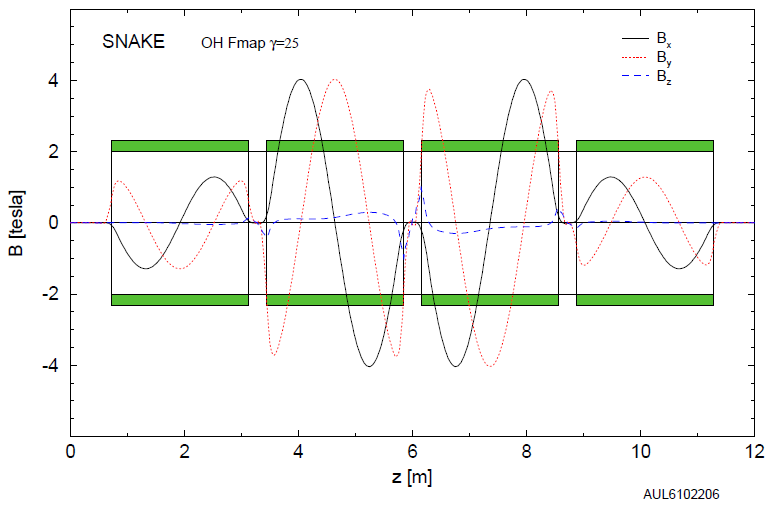 SNAKE OH Fmap γ=25
Bx
By
Bz
4
2
0
-2
-4
B [tesla]
0 2 4 6 8 10 12
z [m]
AUL6102206